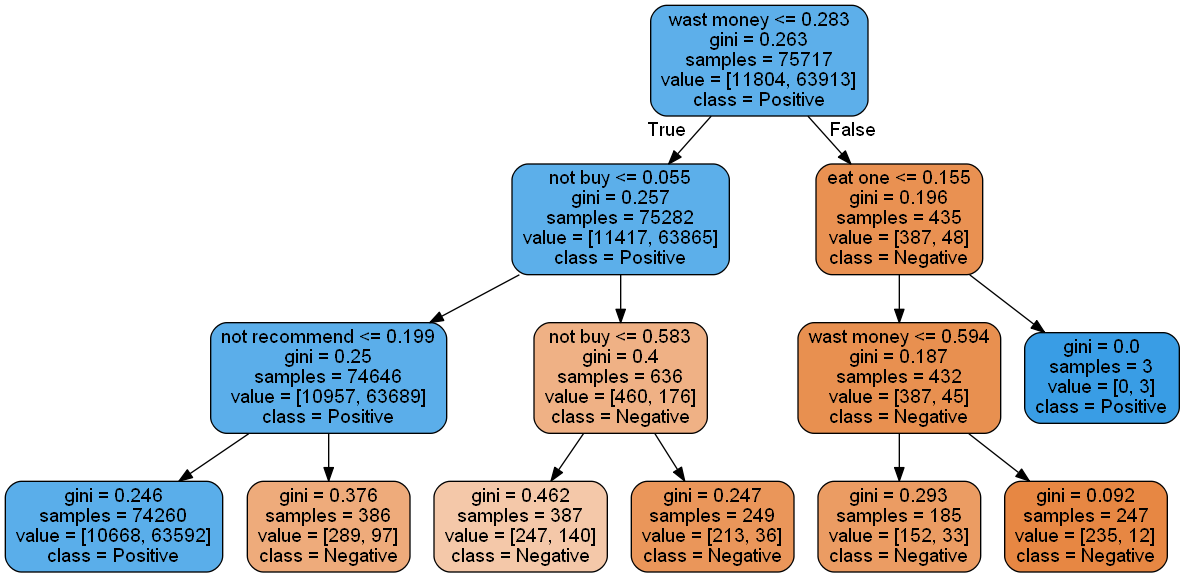 wast money <= 0.283
gini = 0.263
samples = 75717
value = [11804, 63913]
class = Positive
True
False
not buy <= 0.055
gini = 0.257
samples = 75282
value = [11417, 63865]
class = Positive
eat one <= 0.155
gini = 0.196
samples = 435
value = [387, 48]
class = Negative
not recommend <= 0.199
gini = 0.25
samples = 74646
value = [10957, 63689]
class = Positive
not buy <= 0.583
gini = 0.4
samples = 636
value = [460, 176]
class = Negative
wast money <= 0.594
gini = 0.187
samples = 432
value = [387, 45]
class = Negative
gini = 0.0
samples = 3
value = [0, 3]
class = Positive
gini = 0.246
samples = 74260
value = [10668, 63592]
class = Positive
gini = 0.376
samples = 386
value = [289, 97]
class = Negative
gini = 0.462
samples = 387
value = [247, 140]
class = Negative
gini = 0.247
samples = 249
value = [213, 36]
class = Negative
gini = 0.293
samples = 185
value = [152, 33]
class = Negative
gini = 0.092
samples = 247
value = [235, 12]
class = Negative